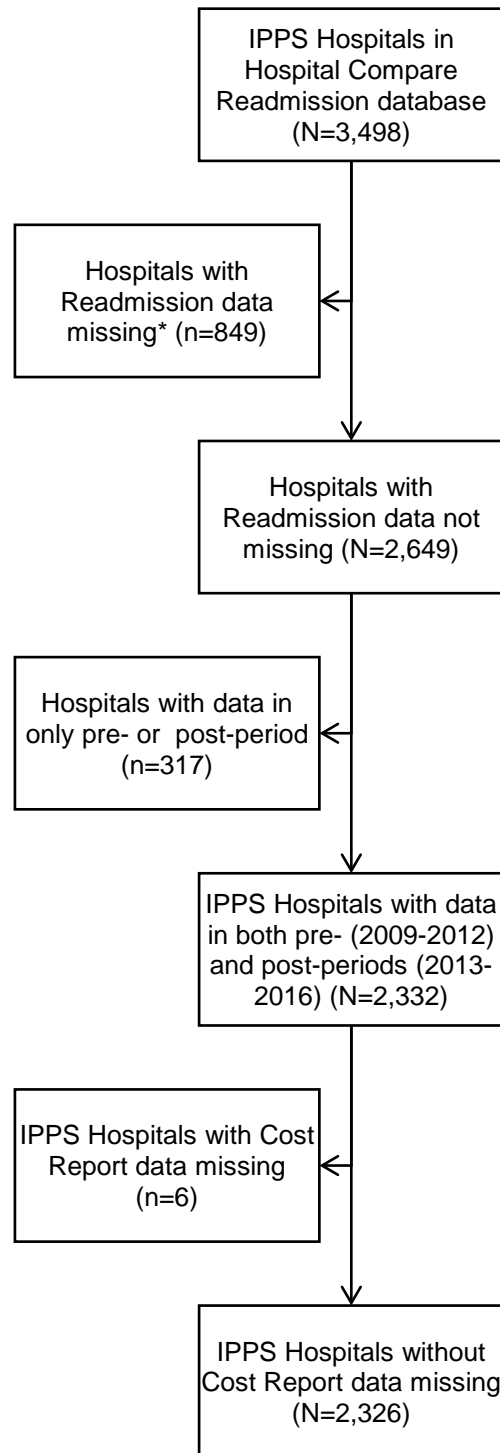 IPPS Hospitals in
Hospital Compare
Readmission database
(N=3,498)
Hospitals with
Readmission data
missing* (n=849)
Hospitals with
Readmission data not
missing (N=2,649)
Hospitals with data in
only pre- or  post-period
(n=317)
IPPS Hospitals with data
in both pre- (2009-2012)
and post-periods (2013-
2016) (N=2,332)
IPPS Hospitals with Cost
Report data missing
(n=6)
IPPS Hospitals without
Cost Report data missing
(N=2,326)